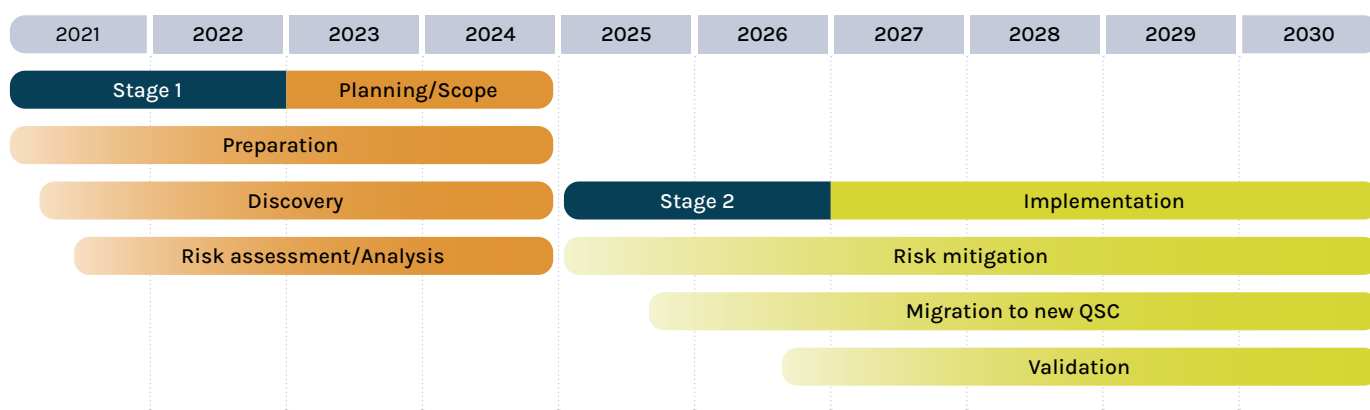 2021 2022 2023 2024 2025 2026 2027 2028 2029 2030
Stage 1 Planning/Scope
Preparation
Discovery Stage 2 Implementation
Risk assessment/Analysis Risk mitigation
Migration to new QSC
Validation